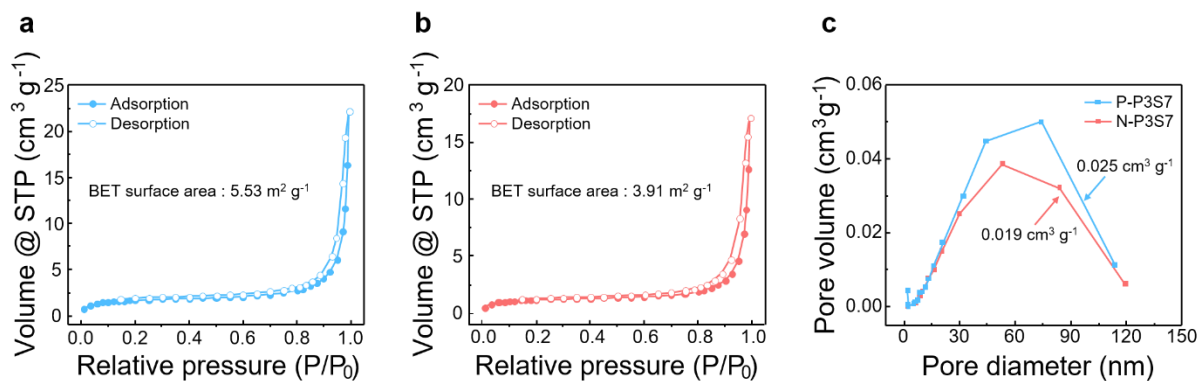 a
Volume @ STP (cm³ g⁻¹)
25
20
15
10
5
0
Adsorption
Desorption
BET surface area : 5.53 m² g⁻¹
0.0 0.2 0.4 0.6 0.8 1.0
Relative pressure (P/P₀)
b
Volume @ STP (cm³ g⁻¹)
20
15
10
5
0
Adsorption
Desorption
BET surface area : 3.91 m² g⁻¹
0.0 0.2 0.4 0.6 0.8 1.0
Relative pressure (P/P₀)
c
Pore volume (cm³g⁻¹)
0.06
0.04
0.02
0.00
P-P3S7
N-P3S7
0.025 cm³ g⁻¹
0.019 cm³ g⁻¹
0 30 60 90 120 150
Pore diameter (nm)